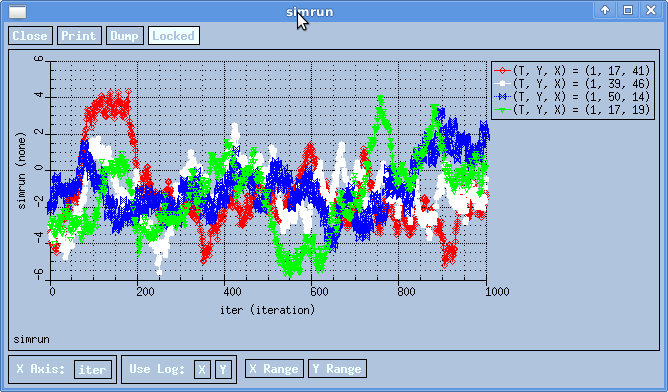 simrun
Close Print Dump Locked
6
4
2
0
-2
-4
-6
simrun (none)
0 200 400 600 800 1000
iter (iteration)
(T, Y, X) = (1, 17, 41)
(T, Y, X) = (1, 39, 46)
(T, Y, X) = (1, 50, 14)
(T, Y, X) = (1, 17, 19)
simrun
X Axis: iter Use Log: X Y X Range Y Range